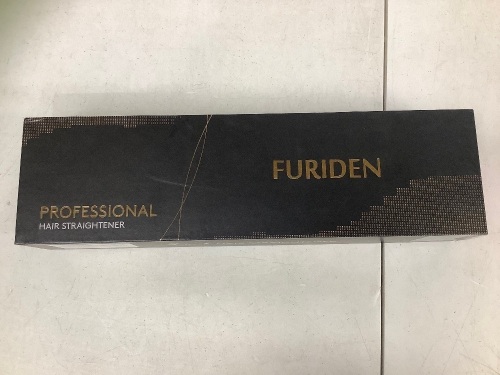 FURIDEN
PROFESSIONAL
HAIR STRAIGHTENER